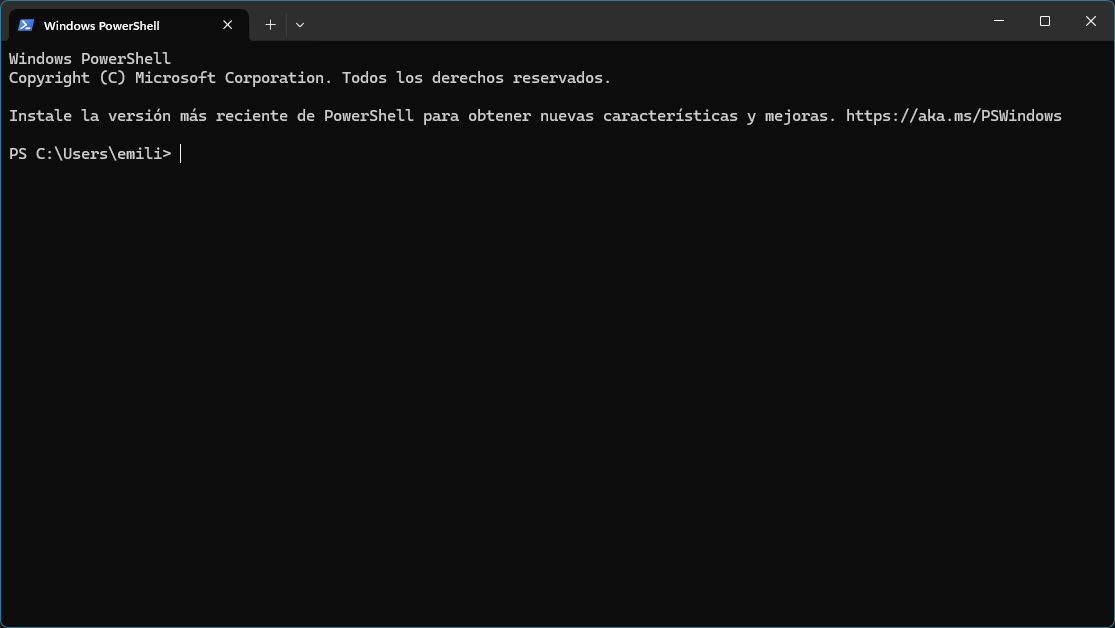 Windows PowerShell
Windows PowerShell
Copyright (C) Microsoft Corporation. Todos los derechos reservados.
Instale la versión más reciente de PowerShell para obtener nuevas características y mejoras. https://aka.ms/PSWindows
PS C:\Users\emili>